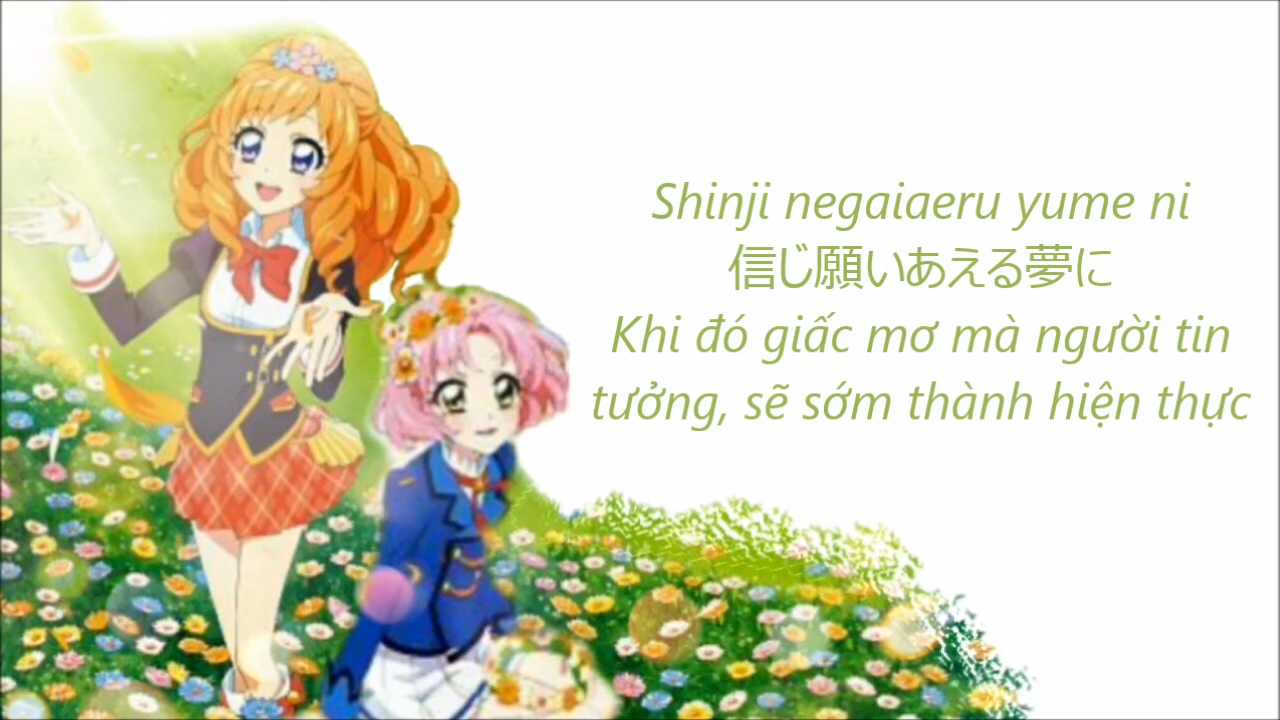 Shinji negaiaeru yume ni
信じ願いあえる夢に
Khi đó giấc mơ mà người tin
tưởng, sẽ sớm thành hiện thực